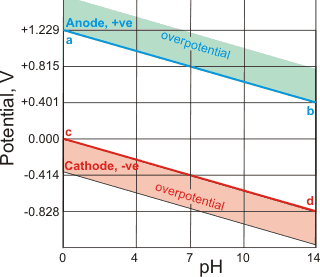 +1.229
Anode, +ve
a
overpotential
+0.815
+0.401
b
0.000
c
Cathode, -ve
-0.414
overpotential
d
-0.828
Potential, V
0
4
7
10
14
pH